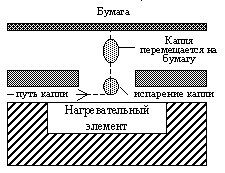 Бумага
Капля
перемещается на
бумагу
путь капли
испарение капли
Нагревательный
элемент